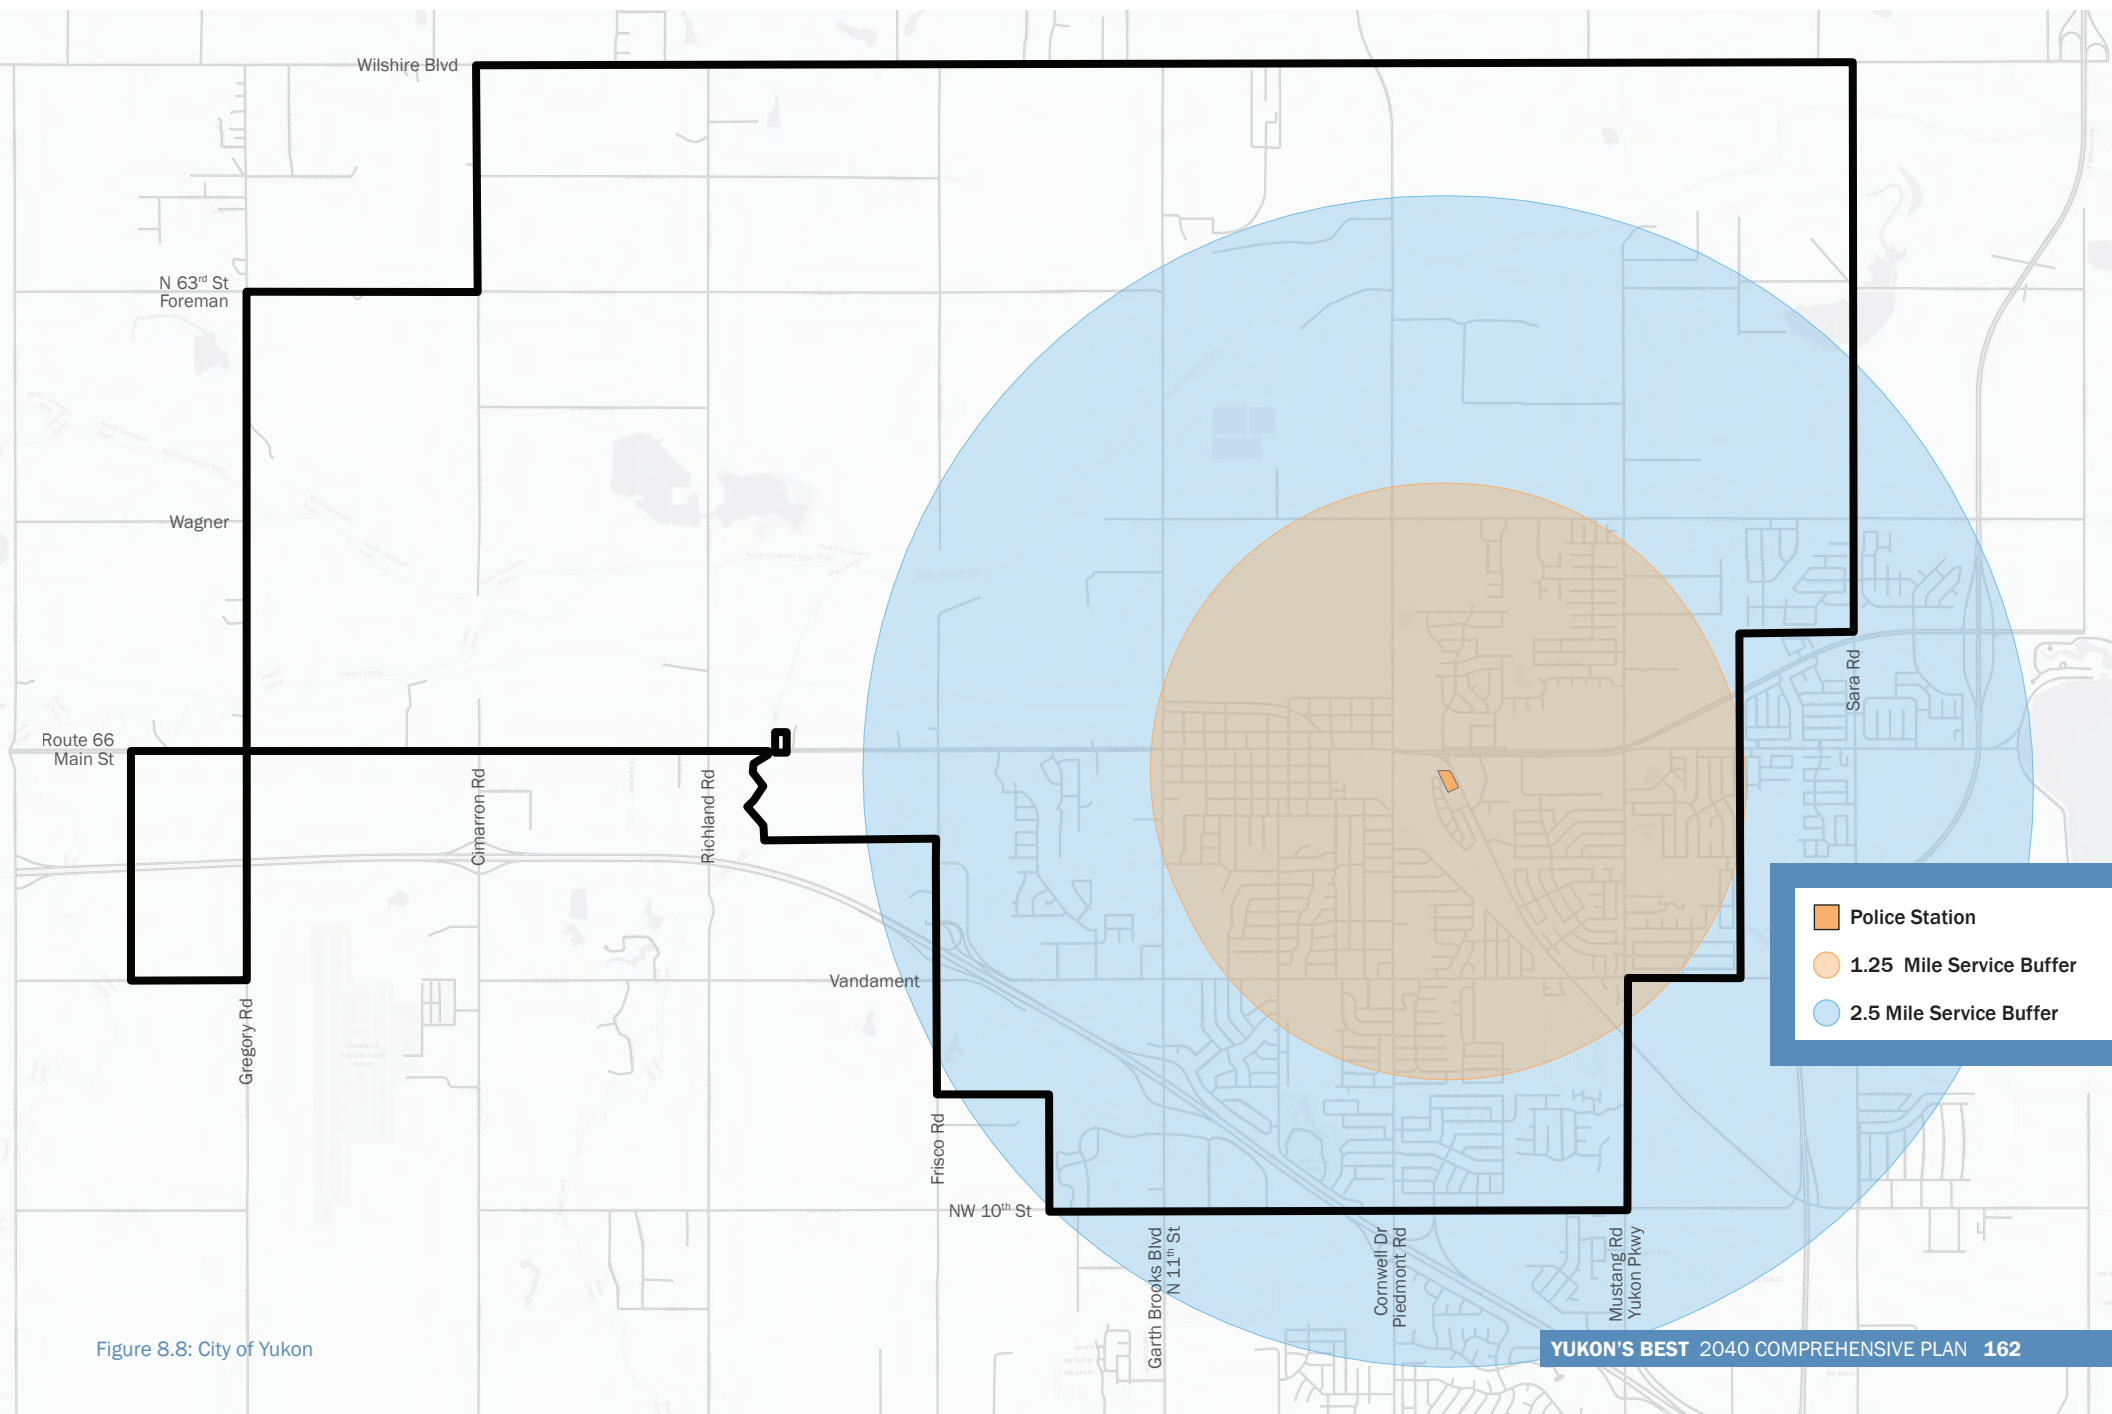 Wilshire Blvd
N 63rd St
Foreman
Wagner
Route 66
Main St
Cimarron Rd
Richland Rd
Sara Rd
Police Station
1.25 Mile Service Buffer
2.5 Mile Service Buffer
Vandament
Gregory Rd
Frisco Rd
NW 10th St
Garth Brooks Blvd
N 11th St
Cornwell Dr
Piedmont Rd
Mustang Rd
Yukon Pkwy
Figure 8.8: City of Yukon
YUKON'S BEST 2040 COMPREHENSIVE PLAN 162